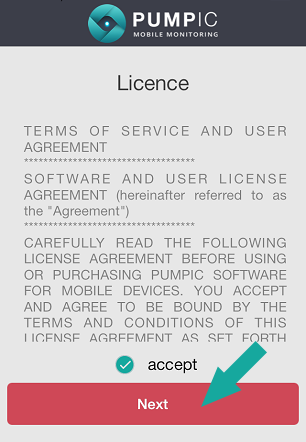 PUMPIC
MOBILE MONITORING
Licence
TERMS OF SERVICE AND USER
AGREEMENT
***********************************
SOFTWARE AND USER LICENSE
AGREEMENT (hereinafter referred to as
the "Agreement")
***********************************
CAREFULLY READ THE FOLLOWING
LICENSE AGREEMENT BEFORE USING
OR PURCHASING PUMPIC SOFTWARE
FOR MOBILE DEVICES. YOU ACCEPT
AND AGREE TO BE BOUND BY THE
TERMS AND CONDITIONS OF THIS
LICENSE AGREEMENT AS SET FORTH
accept
Next